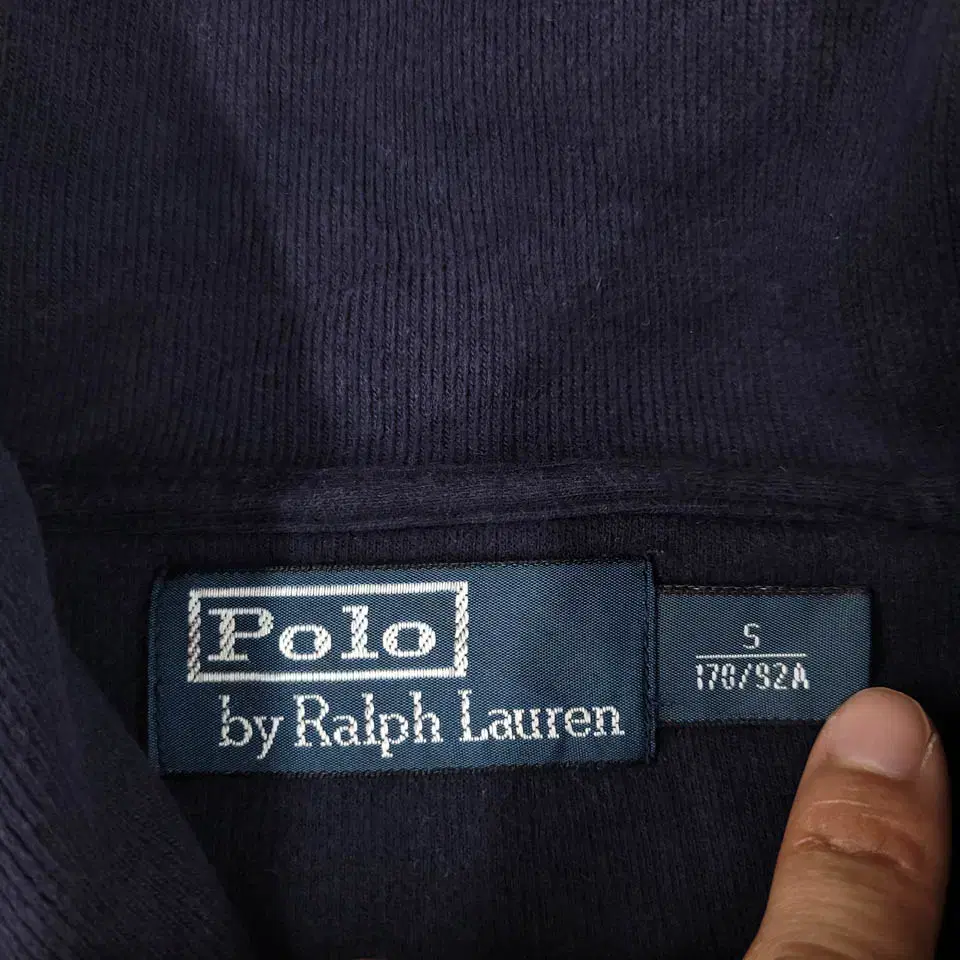 Polo
by Ralph Lauren
S
170/92A